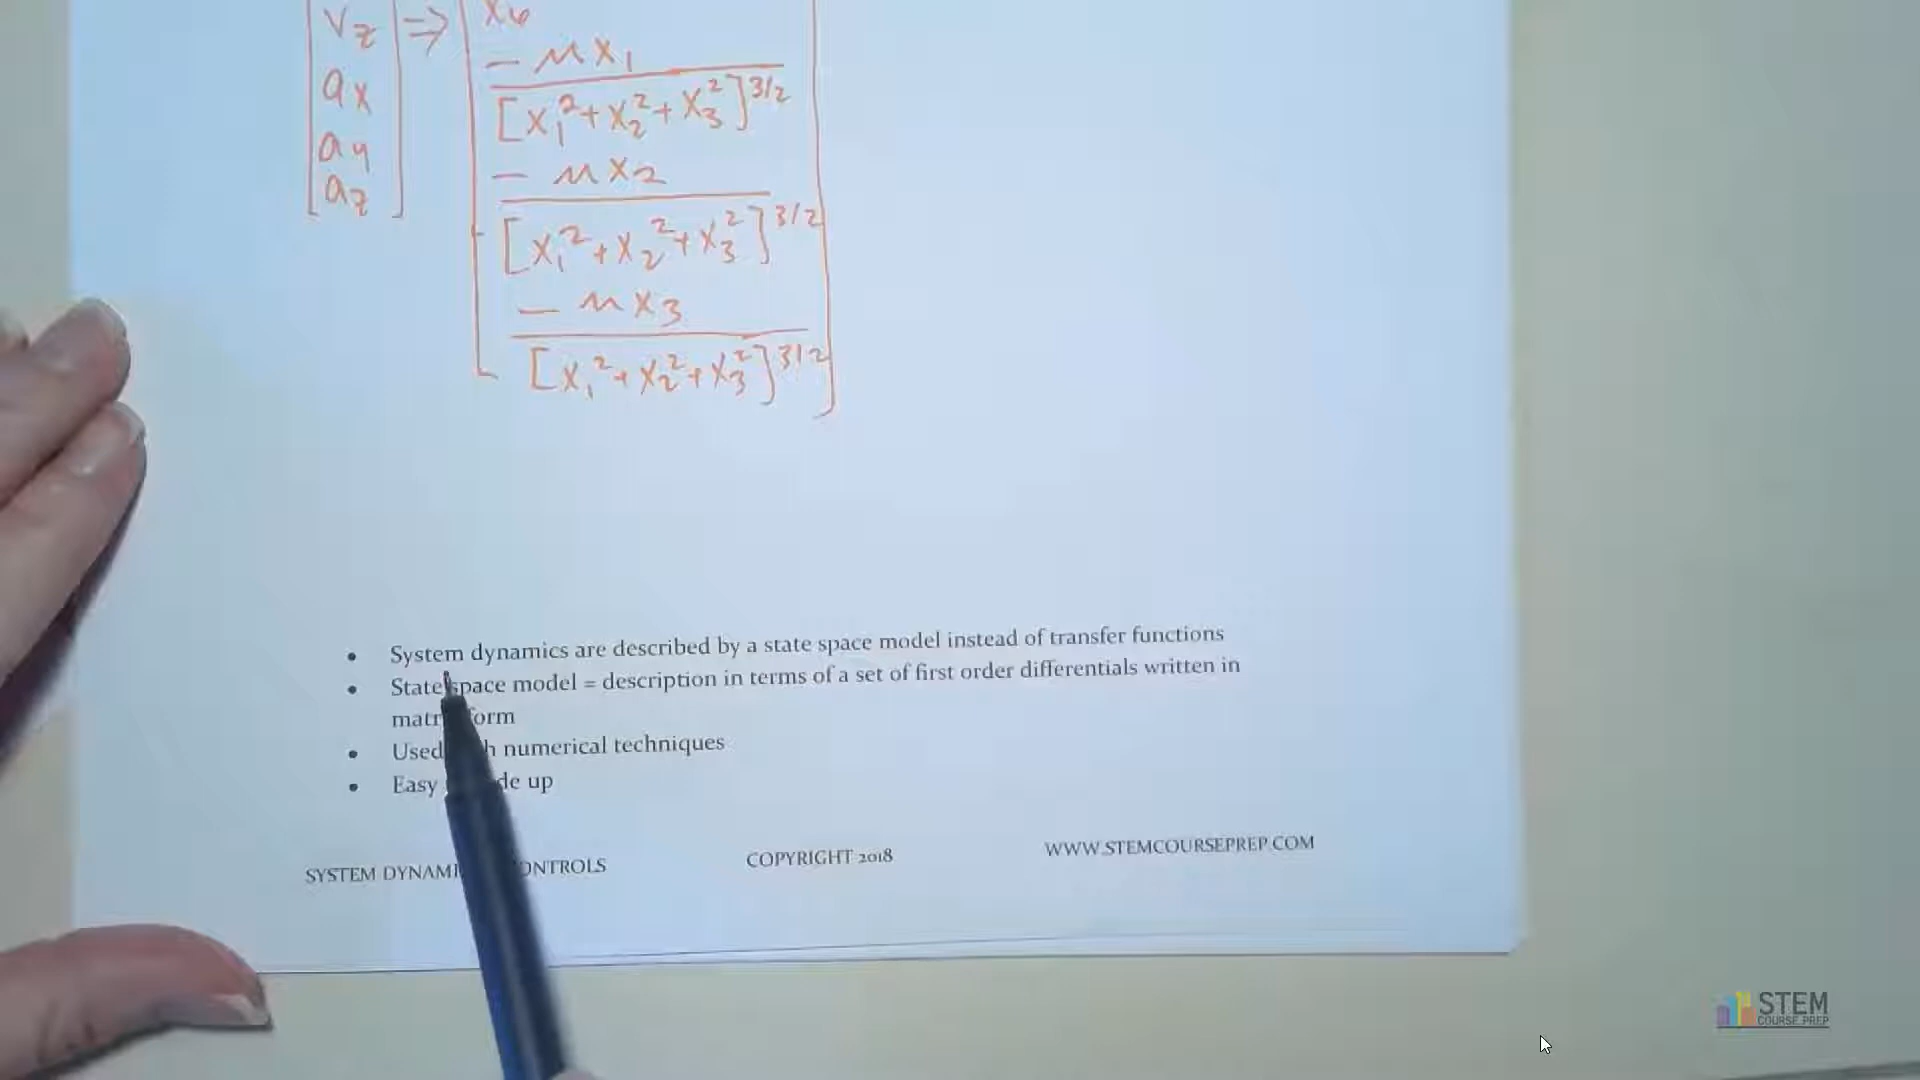 Vz ⇒ x6
ax
ay
az
- μx1
[x1² + x2² + x3²]^3/2
- μx2
[x1² + x2² + x3²]^3/2
- μx3
[x1² + x2² + x3²]^3/2
• System dynamics are described by a state space model instead of transfer functions
• State space model = description in terms of a set of first order differentials written in
form
• Used numerical techniques
• Easy up
SYSTEM COPYRIGHT 2018 WWW.STEMCOURSEPREP.COM
STEM
COURSE PREP